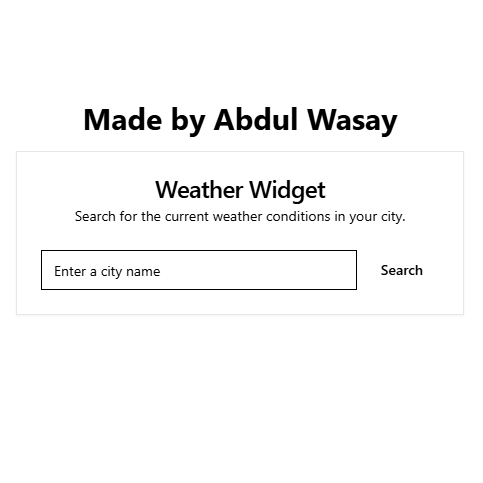 Made by Abdul Wasay
Weather Widget
Search for the current weather conditions in your city.
Enter a city name
Search